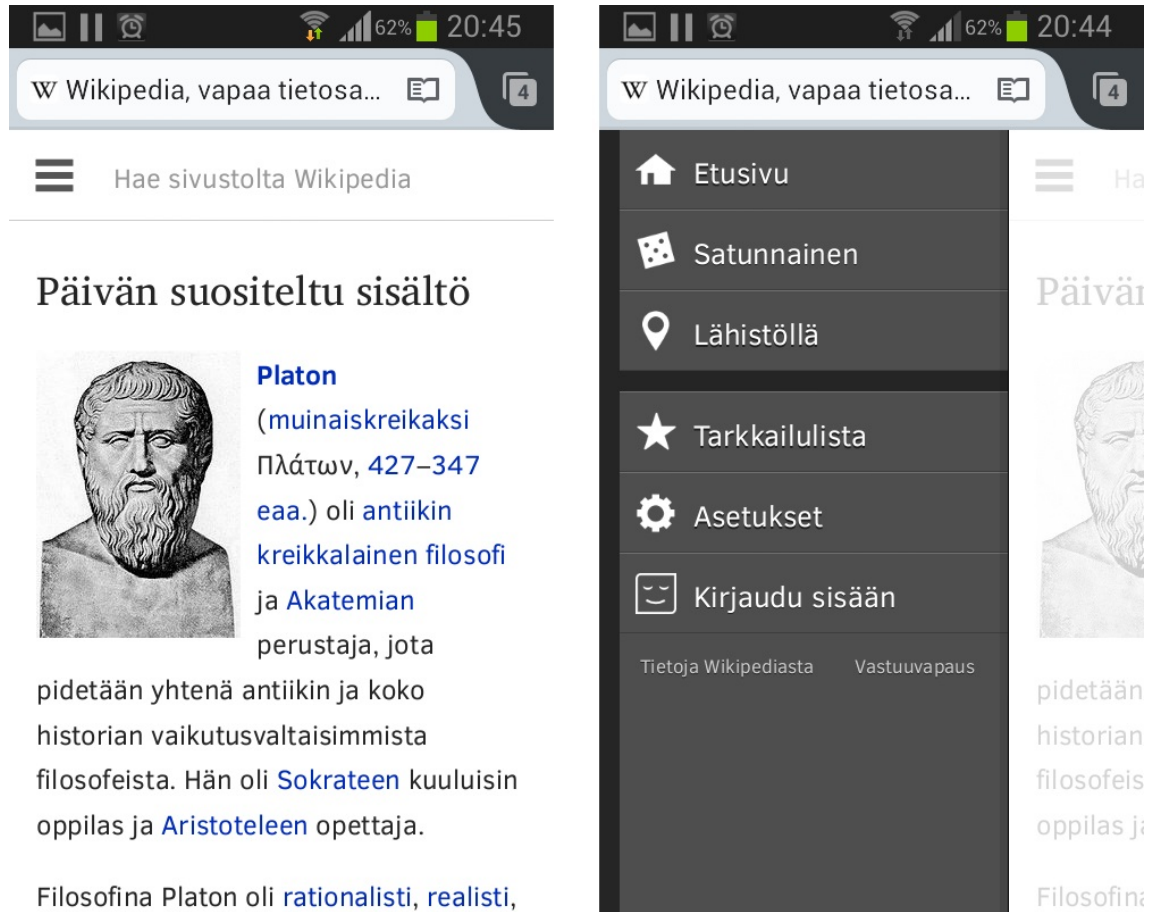 62% 20:45
W Wikipedia, vapaa tietosa... 4
Hae sivustolta Wikipedia
Päivän suositeltu sisältö
Platon
(muinaiskreikaksi
Πλάτων, 427–347
eaa.) oli antiikin
kreikkalainen filosofi
ja Akatemian
perustaja, jota
pidetään yhtenä antiikin ja koko
historian vaikutusvaltaisimmista
filosofeista. Hän oli Sokrateen kuuluisin
oppilas ja Aristoteleen opettaja.
Filosofina Platon oli rationalisti, realisti,
62% 20:44
W Wikipedia, vapaa tietosa... 4
Etusivu
Satunnainen
Lähistöllä
Tarkkailulista
Asetukset
Kirjaudu sisään
Tietoja Wikipediasta Vastuuvapaus
Ha
Päivän
pidetään
historian
filosofeis
oppilas ja
Filosofina